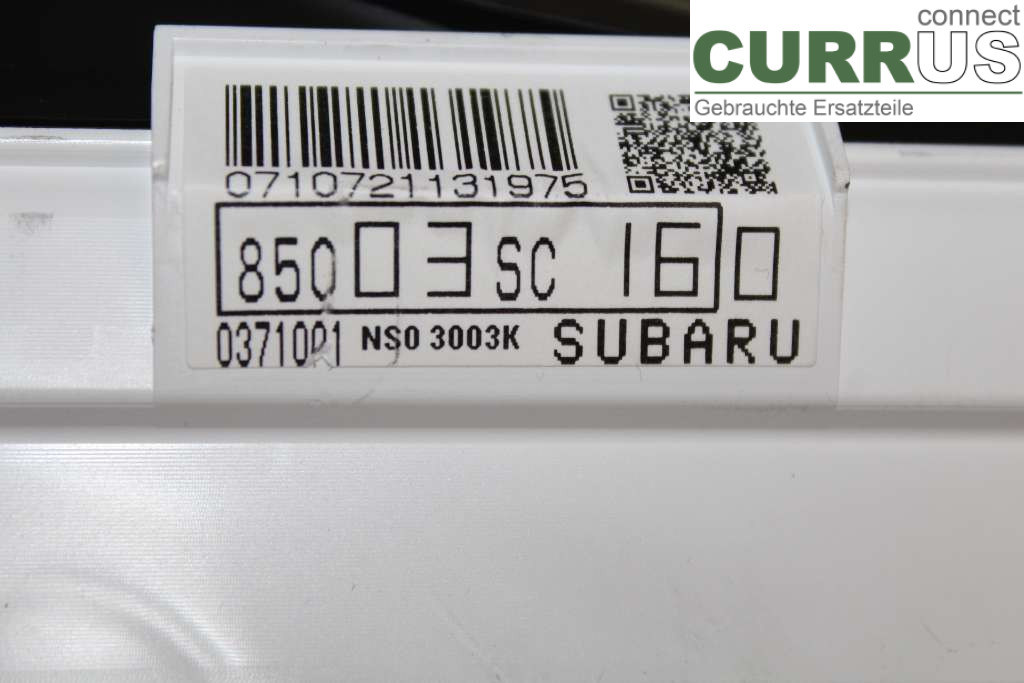 connect
CURRUS
Gebrauchte Ersatzteile
0710721131975
85003SC160
0371001 NS0 3003K SUBARU